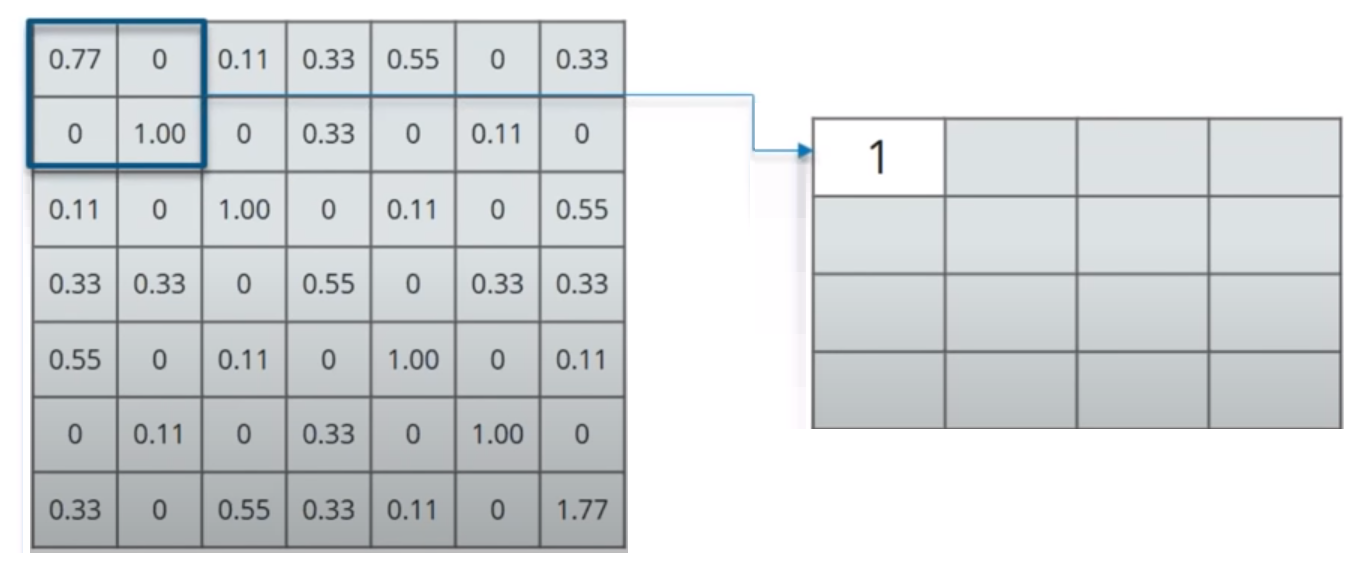 0.77 0 0.11 0.33 0.55 0 0.33
0 1.00 0 0.33 0 0.11 0
1
0.11 0 1.00 0 0.11 0 0.55
0.33 0.33 0 0.55 0 0.33 0.33
0.55 0 0.11 0 1.00 0 0.11
0 0.11 0 0.33 0 1.00 0
0.33 0 0.55 0.33 0.11 0 1.77